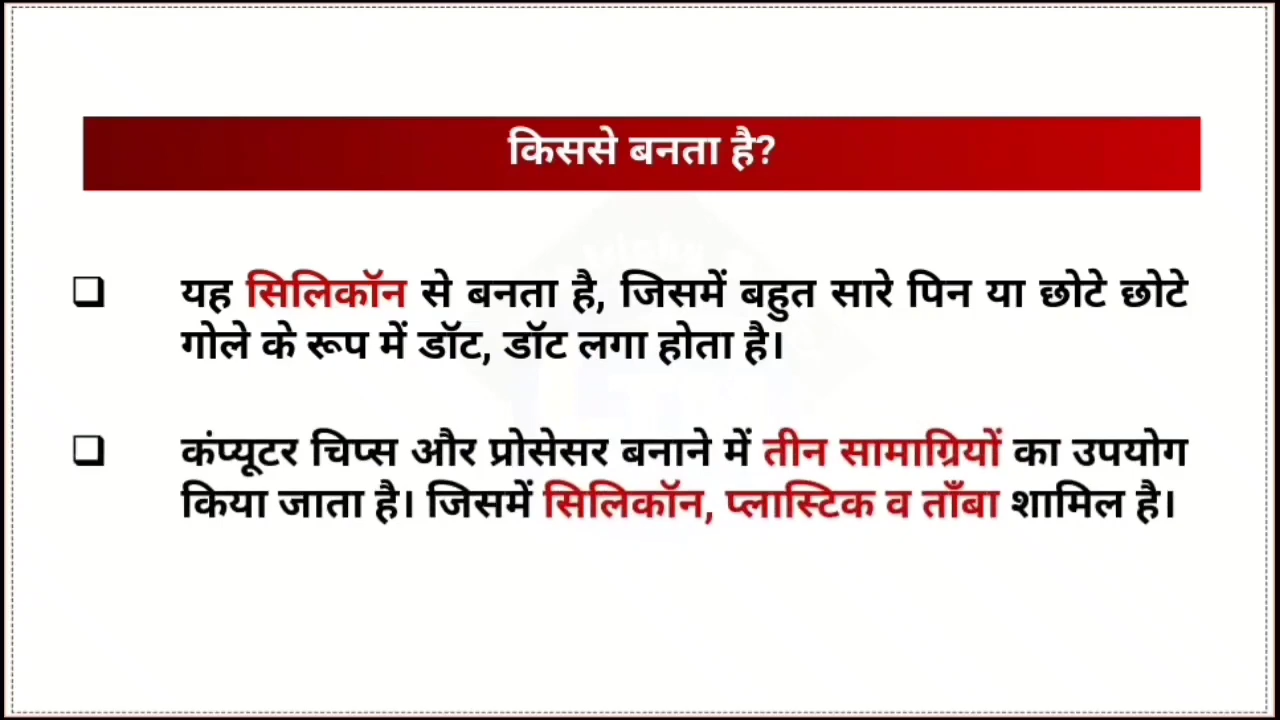 किससे बनता है?
❑ यह सिलिकॉन से बनता है, जिसमें बहुत सारे पिन या छोटे छोटे
गोले के रूप में डॉट, डॉट लगा होता है।
❑ कंप्यूटर चिप्स और प्रोसेसर बनाने में तीन सामाग्रियों का उपयोग
किया जाता है। जिसमें सिलिकॉन, प्लास्टिक व ताँबा शामिल है।